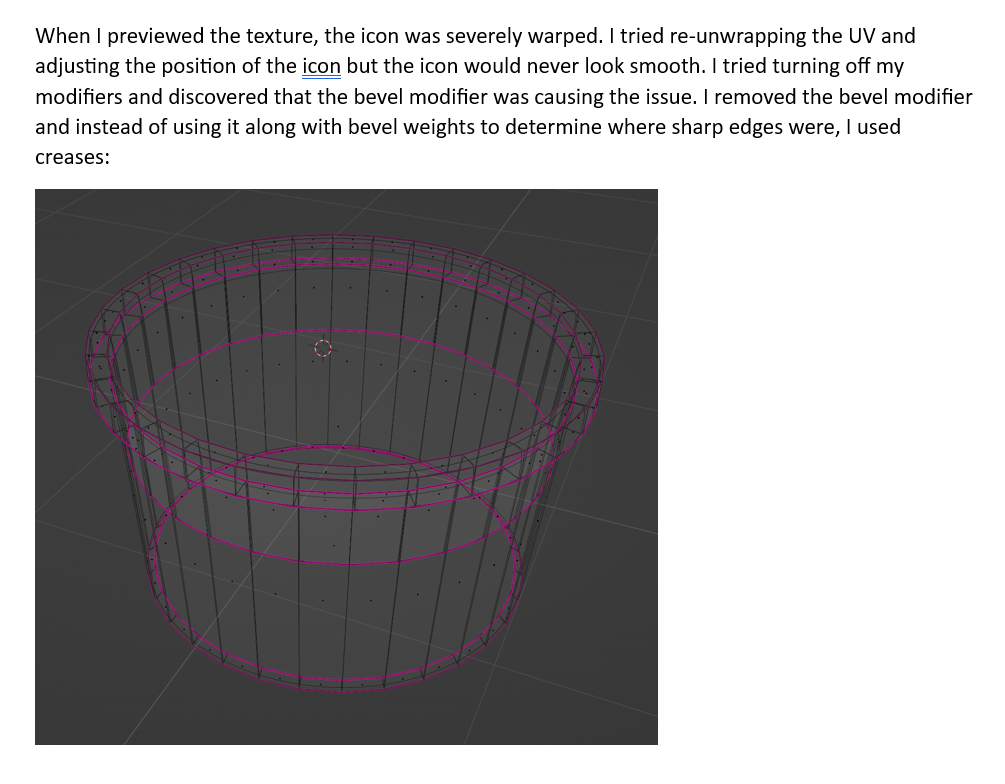 When I previewed the texture, the icon was severely warped. I tried re-unwrapping the UV and
adjusting the position of the icon but the icon would never look smooth. I tried turning off my
modifiers and discovered that the bevel modifier was causing the issue. I removed the bevel modifier
and instead of using it along with bevel weights to determine where sharp edges were, I used
creases: